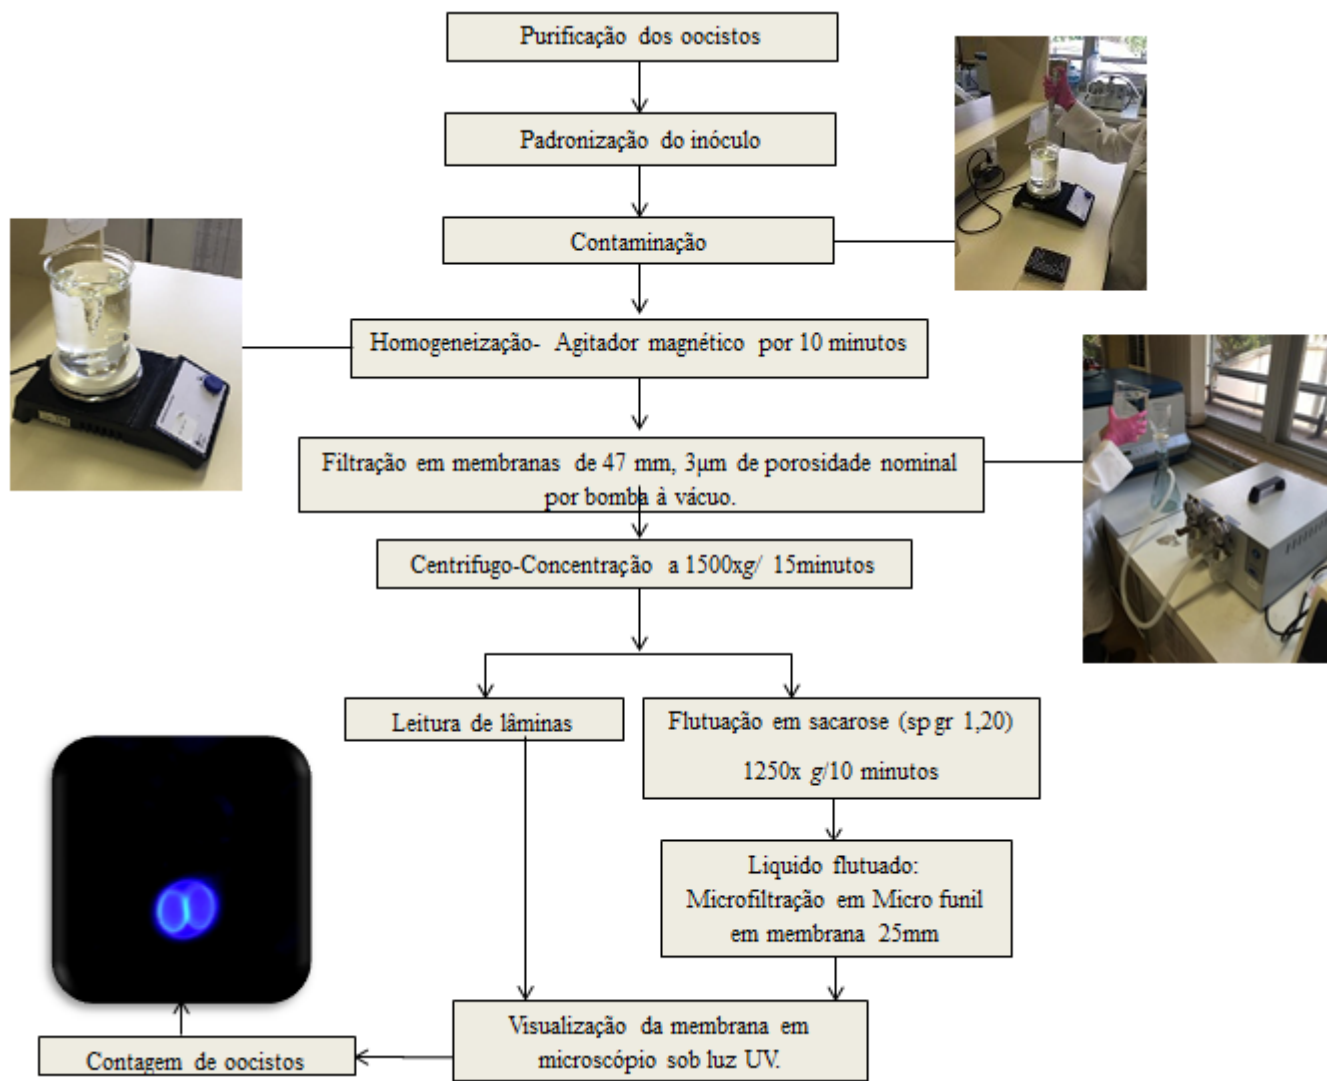 Purificação dos oocistos
Padronização do inóculo
Contaminação
Homogeneização- Agitador magnético por 10 minutos
Filtração em membranas de 47 mm, 3µm de porosidade nominal
por bomba à vácuo.
Centrifugo-Concentração a 1500xg/ 15minutos
Leitura de lâminas
Flutuação em sacarose (sp gr 1,20)
1250x g/10 minutos
Liquido flutuado:
Microfiltração em Micro funil
em membrana 25mm
Visualização da membrana em
microscópio sob luz UV.
Contagem de oocistos